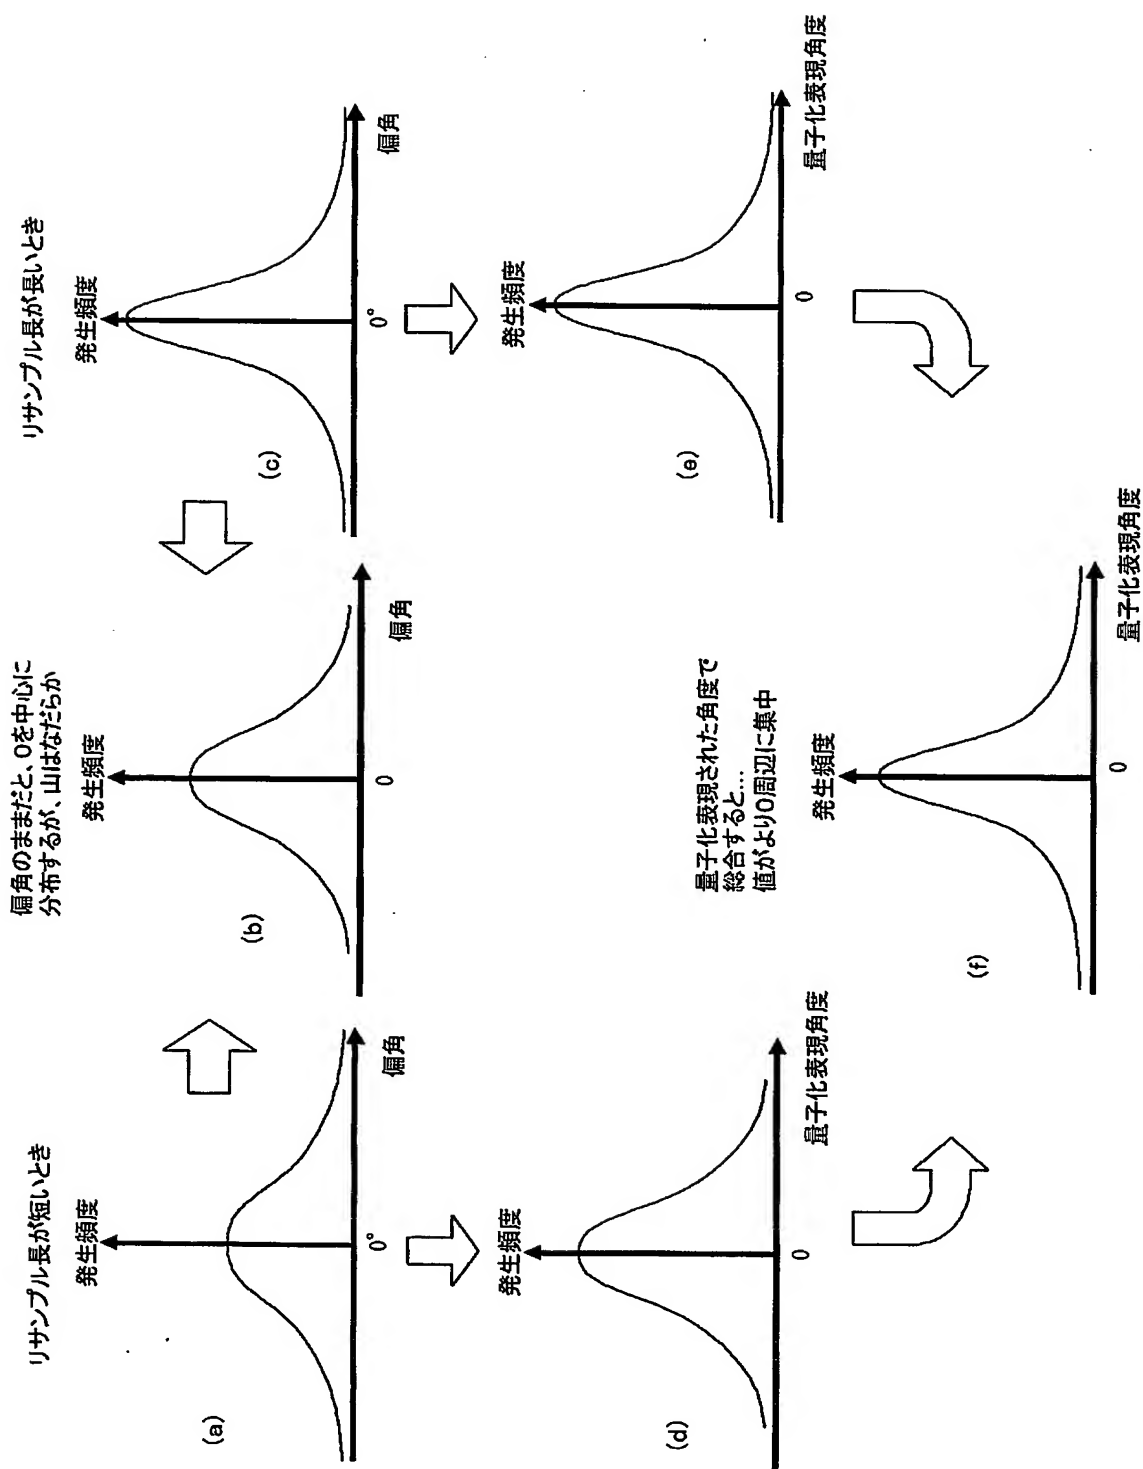 リサンプル長が短いとき
発生頻度
0°
偏角
(a)
偏角のままだと、0を中心に
分布するが、山はなだらか
発生頻度
0
偏角
(b)
リサンプル長が長いとき
発生頻度
0°
偏角
(c)
発生頻度
0
量子化表現角度
(d)
発生頻度
0
量子化表現角度
(e)
量子化表現された角度で
総合すると...
値がより0周辺に集中
発生頻度
0
量子化表現角度
(f)